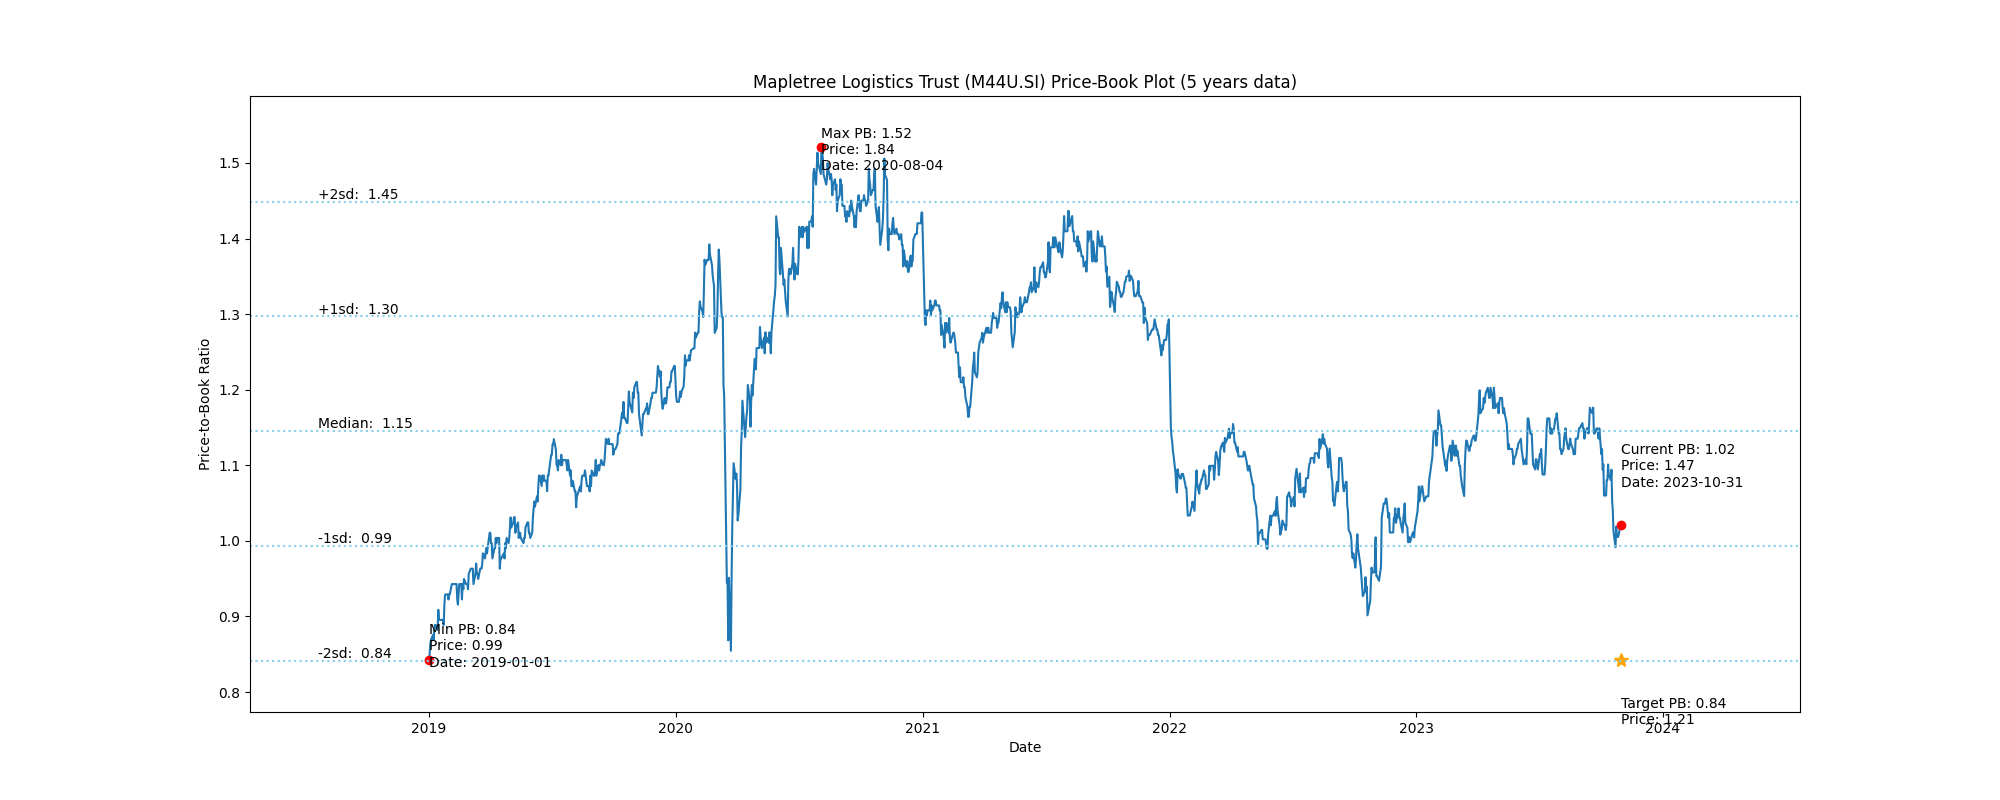 Mapletree Logistics Trust (M44U.SI) Price-Book Plot (5 years data)
Max PB: 1.52
Price: 1.84
Date: 2020-08-04
1.5
+2sd:  1.45
1.4
+1sd:  1.30
1.3
1.2
Median:  1.15
Price-to-Book Ratio
Current PB: 1.02
Price: 1.47
Date: 2023-10-31
1.1
1.0
-1sd:  0.99
0.9
Min PB: 0.84
Price: 0.99
Date: 2019-01-01
-2sd:  0.84
0.8
Target PB: 0.84
Price: 1.21
2019
2020
2021
2022
2023
2024
Date